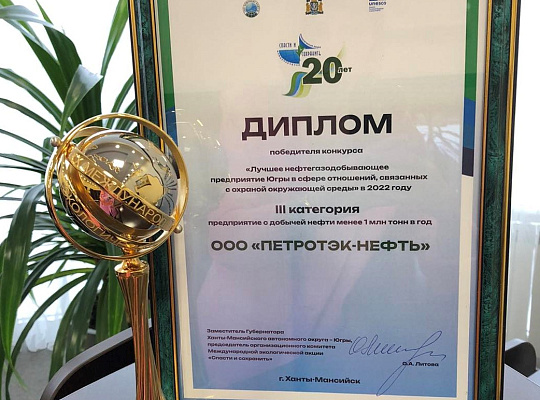 unesco
СПАСТИ И
СОХРАНИТЬ
20 лет
ДИПЛОМ
победителя конкурса
«Лучшее нефтегазодобывающее
предприятие Югры в сфере отношений, связанных
с охраной окружающей среды» в 2022 году
III категория
предприятие с добычей нефти менее 1 млн тонн в год
ООО «ПЕТРОТЭК-НЕФТЬ»
Заместитель Губернатора
Ханты-Мансийского автономного округа – Югры,
председатель организационного комитета
Международной экологической акции
«Спасти и сохранить»
О.А. Литова
г. Ханты-Мансийск